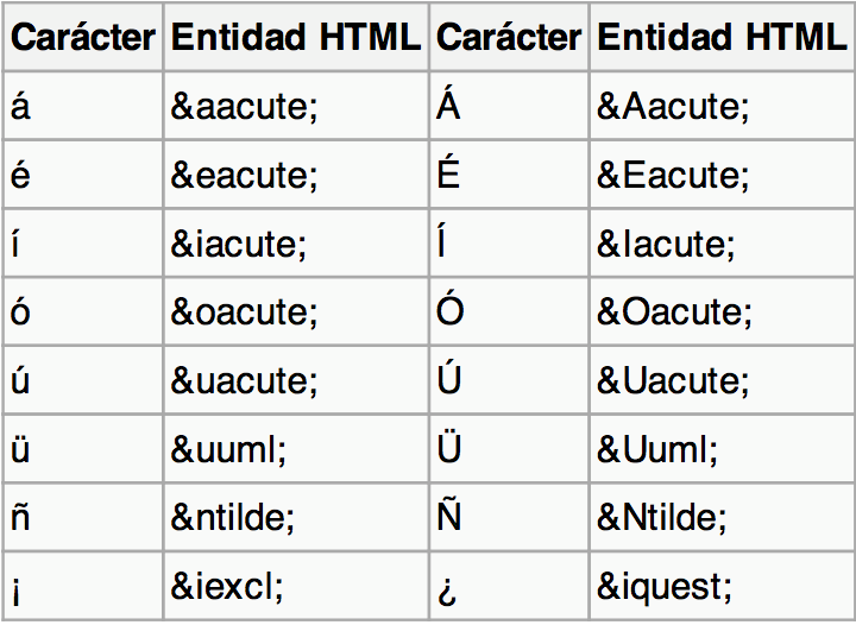 Carácter Entidad HTML Carácter Entidad HTML
á &aacute; Á &Aacute;
é &eacute; É &Eacute;
í &iacute; Í &Iacute;
ó &oacute; Ó &Oacute;
ú &uacute; Ú &Uacute;
ü &uuml; Ü &Uuml;
ñ &ntilde; Ñ &Ntilde;
¡ &iexcl; ¿ &iquest;